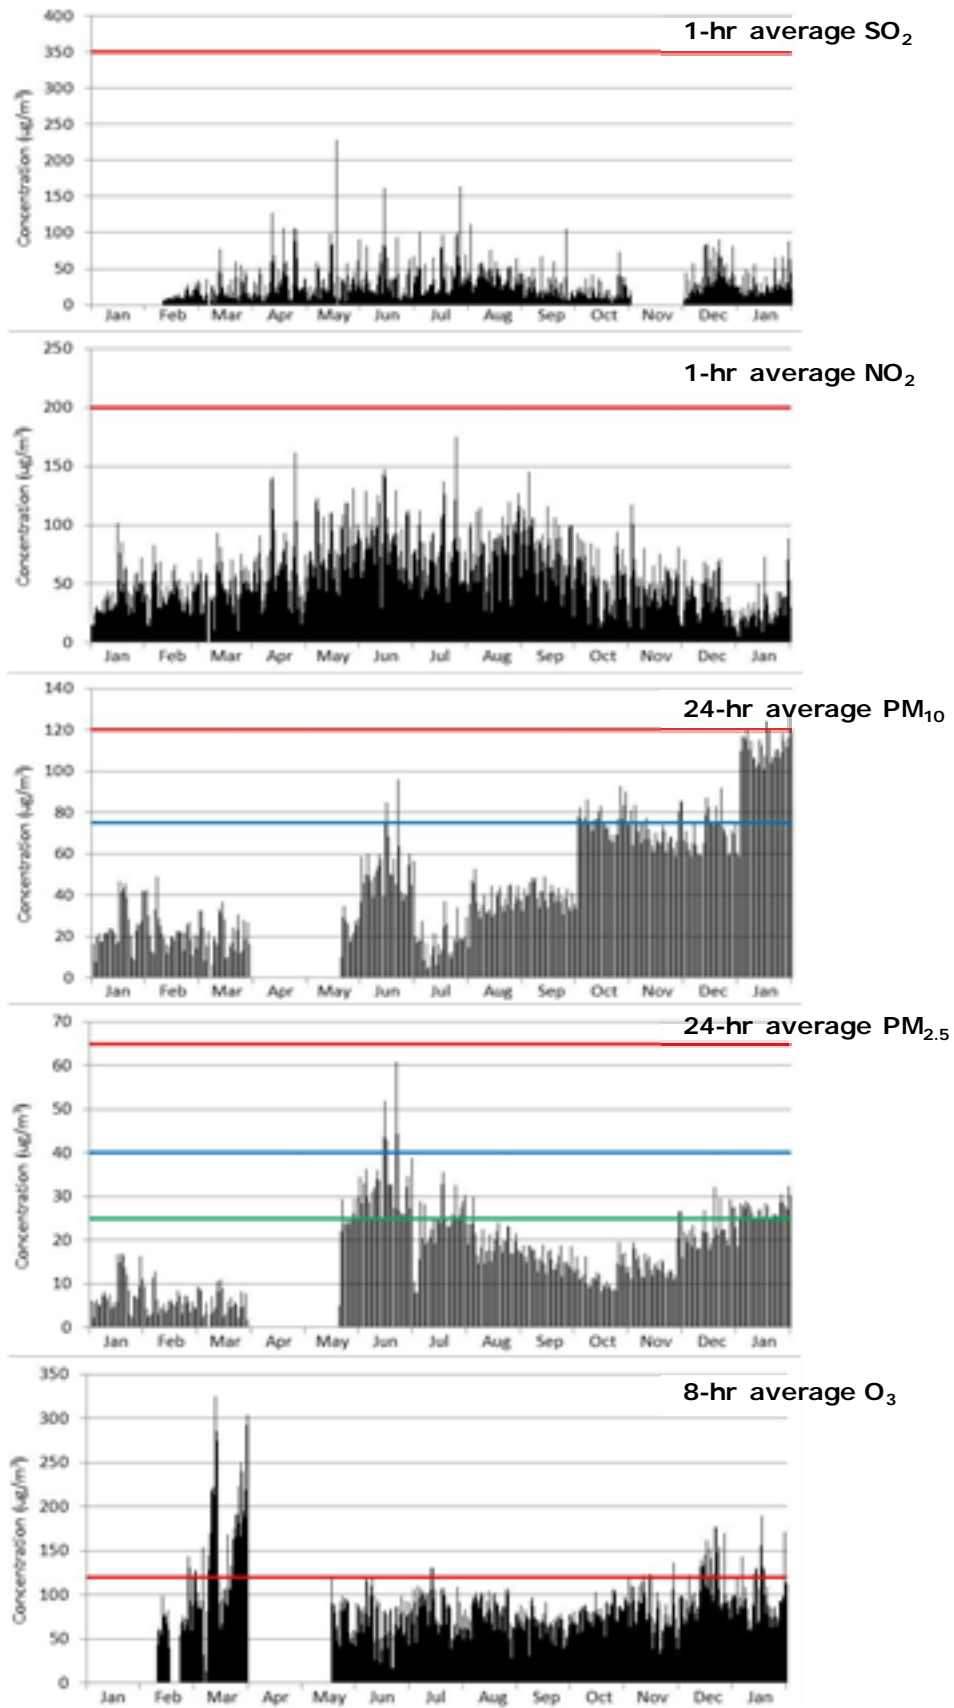 1-hr average SO₂
Concentration (ug/m³)
400
350
300
250
200
150
100
50
0
Jan Feb Mar Apr May Jun Jul Aug Sep Oct Nov Dec Jan
1-hr average NO₂
Concentration (ug/m³)
250
200
150
100
50
0
Jan Feb Mar Apr May Jun Jul Aug Sep Oct Nov Dec Jan
24-hr average PM₁₀
Concentration (ug/m³)
140
120
100
80
60
40
20
0
Jan Feb Mar Apr May Jun Jul Aug Sep Oct Nov Dec Jan
24-hr average PM₂.₅
Concentration (ug/m³)
70
60
50
40
30
20
10
0
Jan Feb Mar Apr May Jun Jul Aug Sep Oct Nov Dec Jan
8-hr average O₃
Concentration (ug/m³)
350
300
250
200
150
100
50
0
Jan Feb Mar Apr May Jun Jul Aug Sep Oct Nov Dec Jan